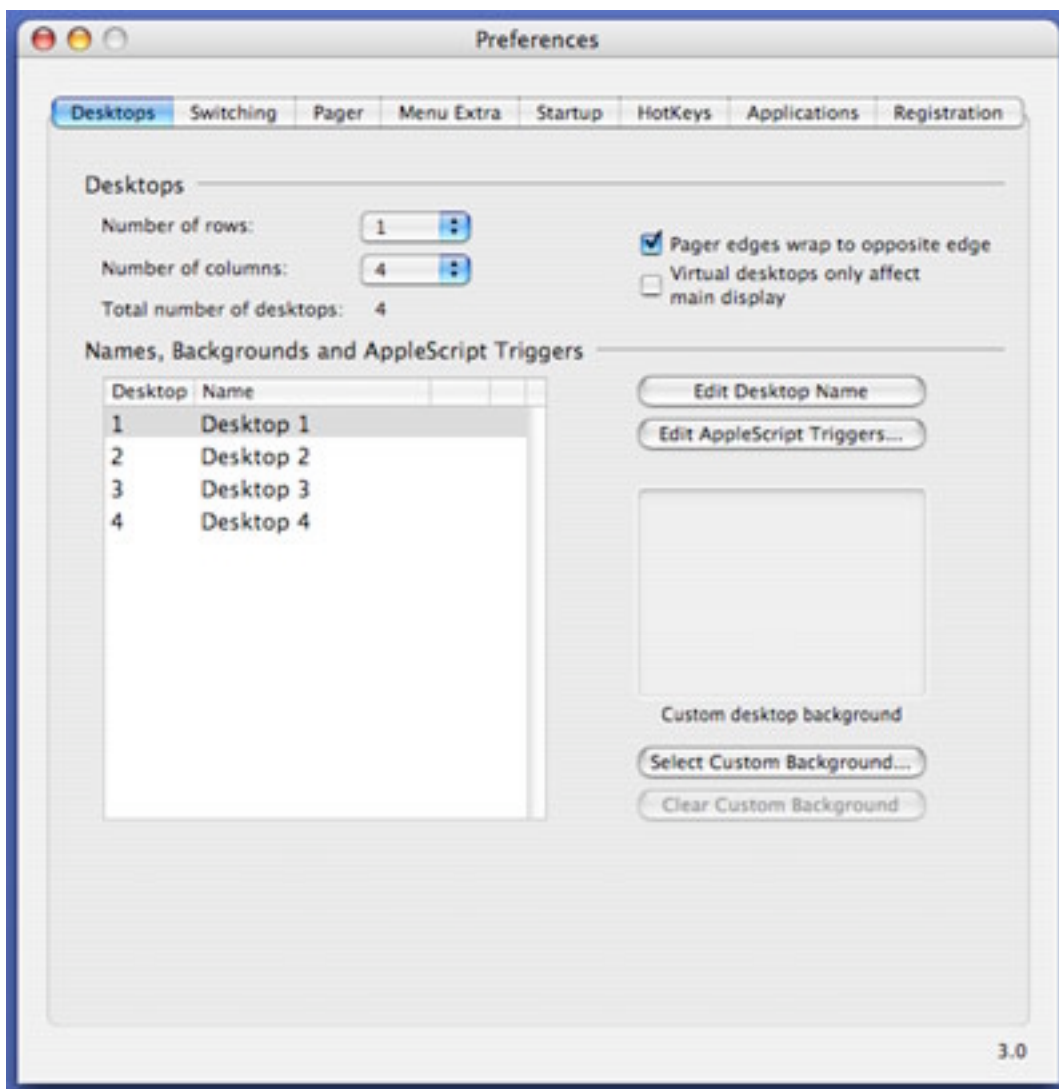 Preferences
Desktops Switching Pager Menu Extra Startup HotKeys Applications Registration
Desktops
Number of rows: 1
Number of columns: 4
Total number of desktops: 4
Pager edges wrap to opposite edge
Virtual desktops only affect
main display
Names, Backgrounds and AppleScript Triggers
Desktop Name
1 Desktop 1
2 Desktop 2
3 Desktop 3
4 Desktop 4
Edit Desktop Name
Edit AppleScript Triggers...
Custom desktop background
Select Custom Background...
Clear Custom Background
3.0